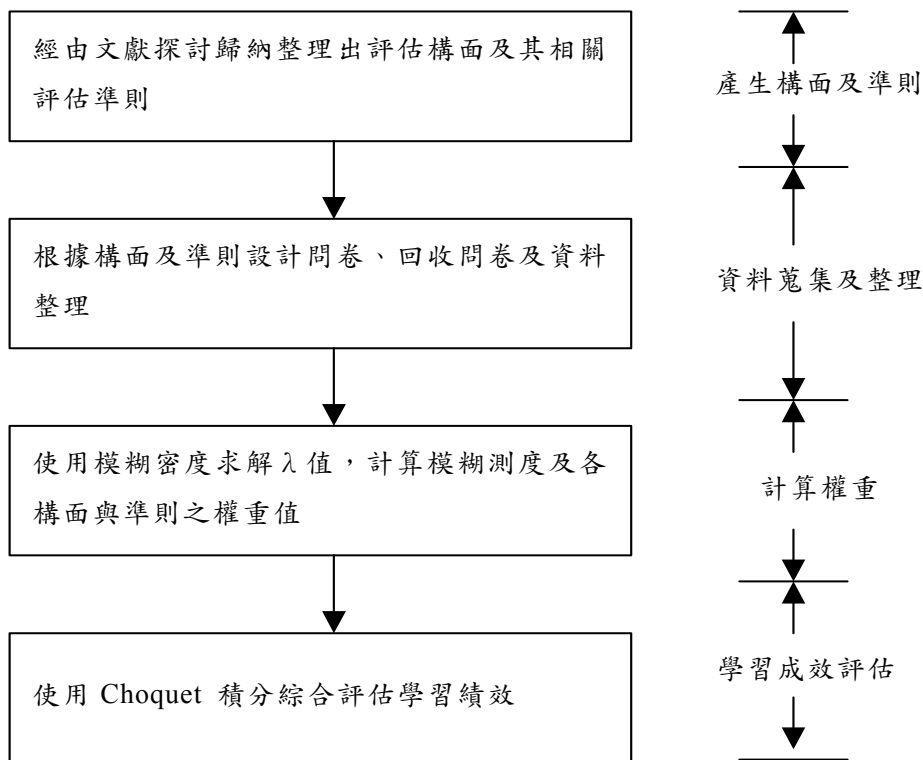 經由文獻探討歸納整理出評估構面及其相關
評估準則
產生構面及準則
根據構面及準則設計問卷、回收問卷及資料
整理
資料蒐集及整理
使用模糊密度求解λ值，計算模糊測度及各
構面與準則之權重值
計算權重
使用 Choquet 積分綜合評估學習績效
學習成效評估